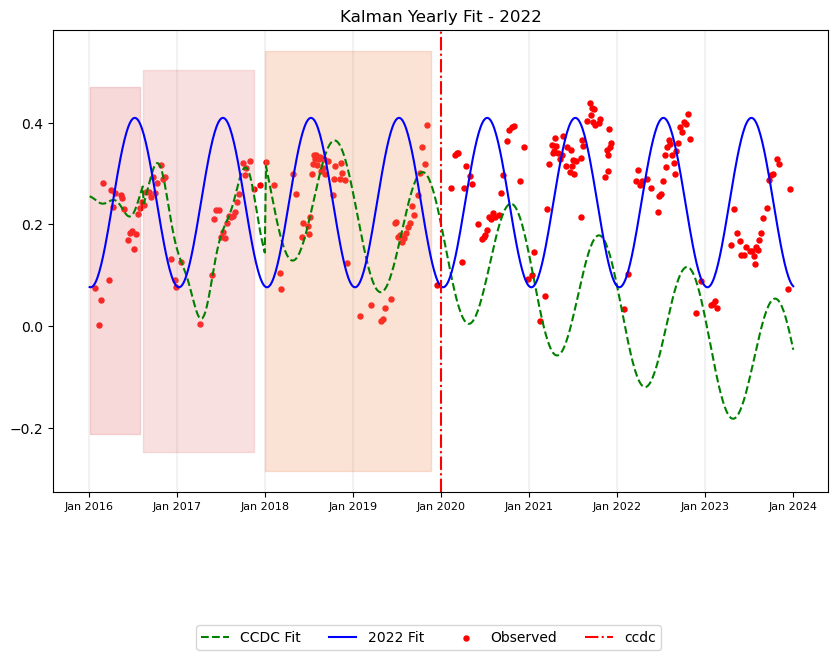 Kalman Yearly Fit - 2022
0.4
0.2
0.0
−0.2
Jan 2016 Jan 2017 Jan 2018 Jan 2019 Jan 2020 Jan 2021 Jan 2022 Jan 2023 Jan 2024
CCDC Fit 2022 Fit Observed ccdc